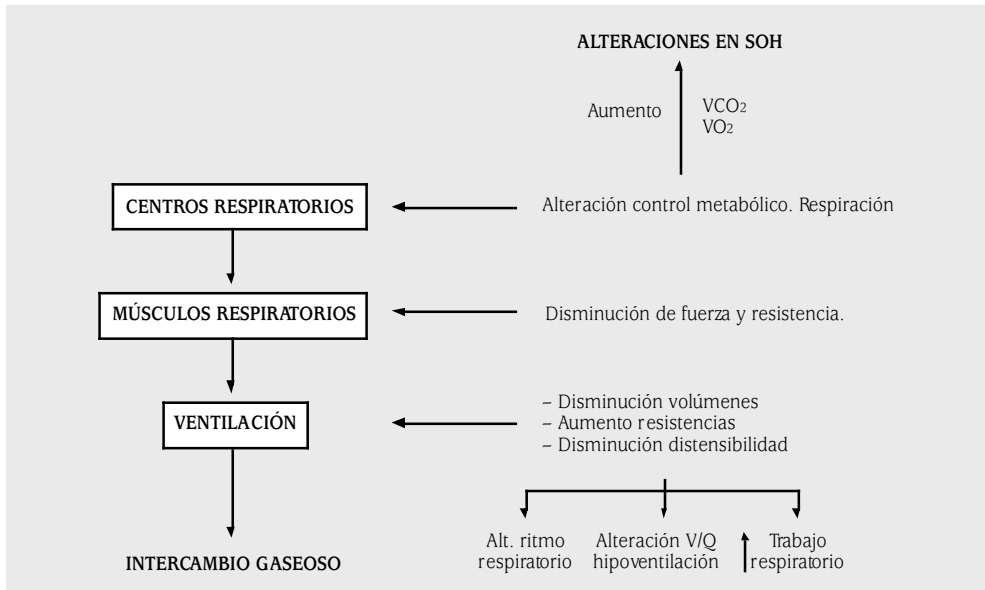 ALTERACIONES EN SOH
Aumento
VCO2
VO2
CENTROS RESPIRATORIOS
Alteración control metabólico. Respiración
MÚSCULOS RESPIRATORIOS
Disminución de fuerza y resistencia.
VENTILACIÓN
– Disminución volúmenes
– Aumento resistencias
– Disminución distensibilidad
INTERCAMBIO GASEOSO
Alt. ritmo
respiratorio
Alteración V/Q
hipoventilación
Trabajo
respiratorio